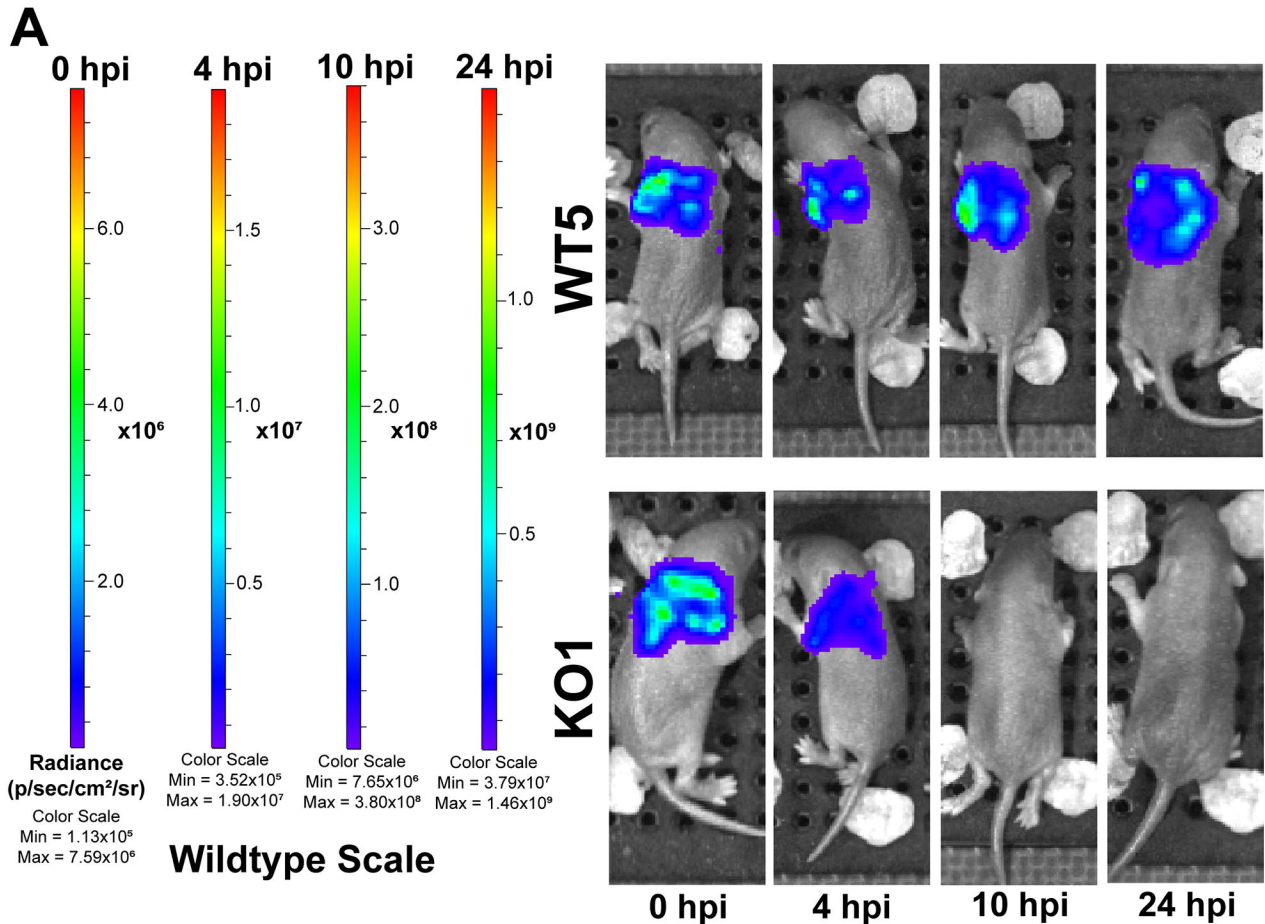 A
0 hpi
4 hpi
10 hpi
24 hpi
6.0
4.0
2.0
x10⁶
1.5
1.0
0.5
x10⁷
3.0
2.0
1.0
x10⁸
1.0
0.5
x10⁹
Radiance
(p/sec/cm²/sr)
Color Scale
Min = 1.13x10⁵
Max = 7.59x10⁶
Color Scale
Min = 3.52x10⁵
Max = 1.90x10⁷
Color Scale
Min = 7.65x10⁶
Max = 3.80x10⁸
Color Scale
Min = 3.79x10⁷
Max = 1.46x10⁹
Wildtype Scale
WT5
KO1
0 hpi
4 hpi
10 hpi
24 hpi